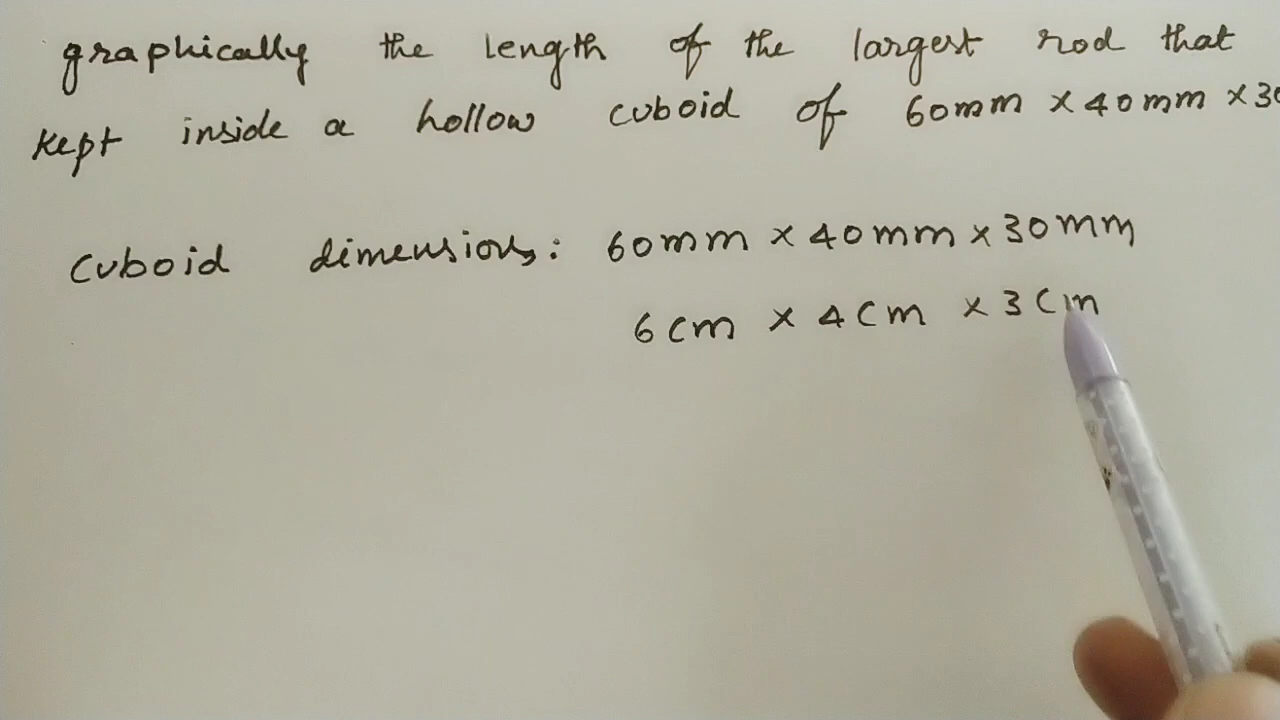 graphically the length of the largest rod that
kept inside a hollow cuboid of 60mm × 40mm × 30
cuboid dimensions: 60mm × 40mm × 30mm
6cm × 4cm × 3cm